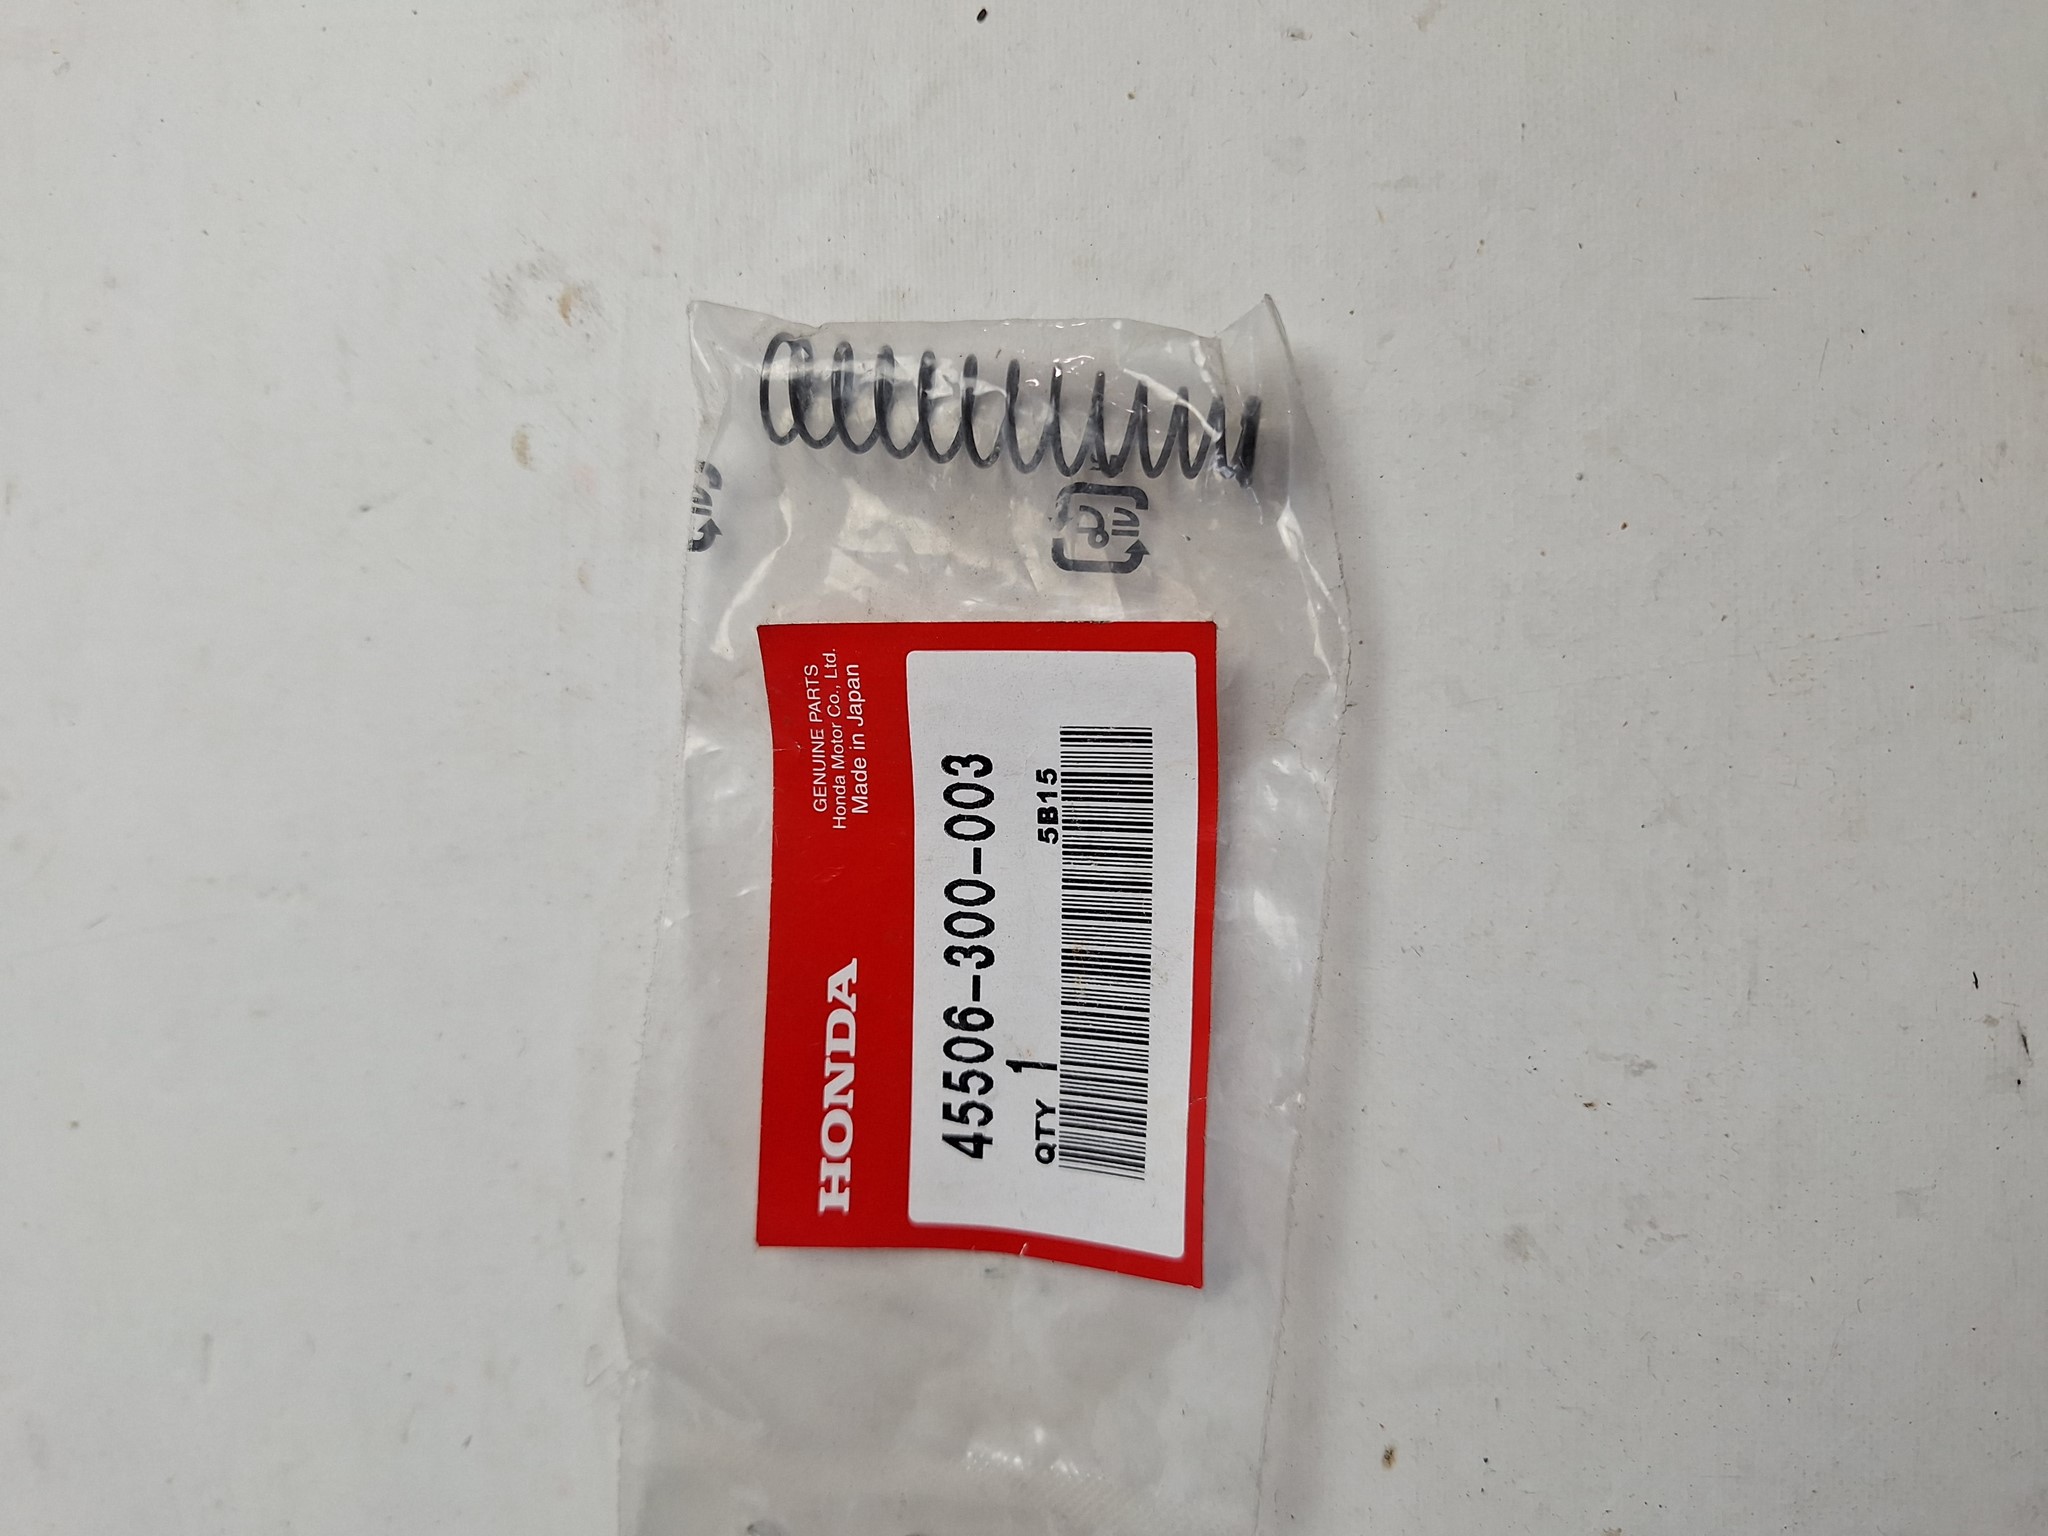 HONDA
GENUINE PARTS
Honda Motor Co., Ltd.
Made in Japan
45506-300-003
QTY 1
5B15